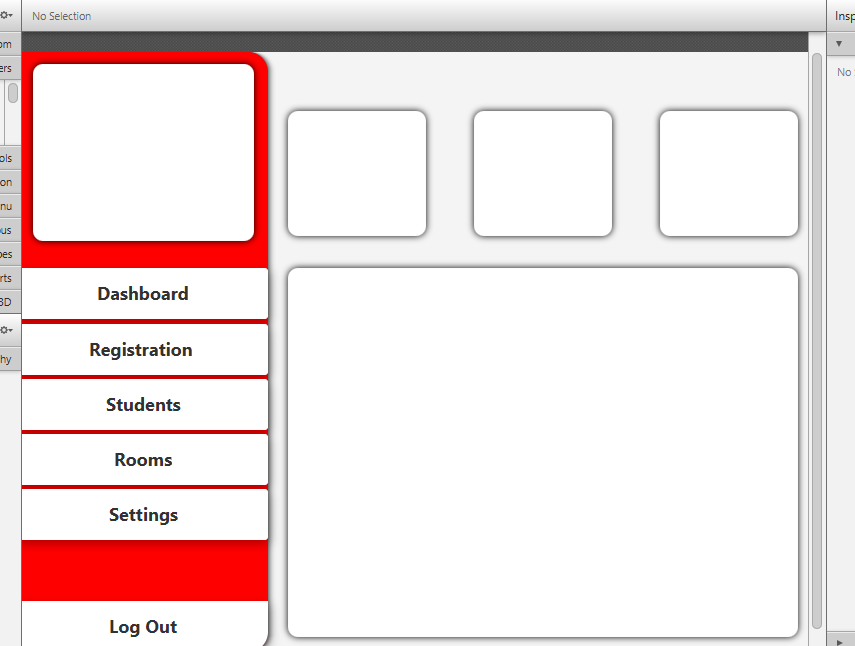 No Selection
Insp
om
ers
No
ols
on
nu
ous
pes
rts
3D
hy
Dashboard
Registration
Students
Rooms
Settings
Log Out